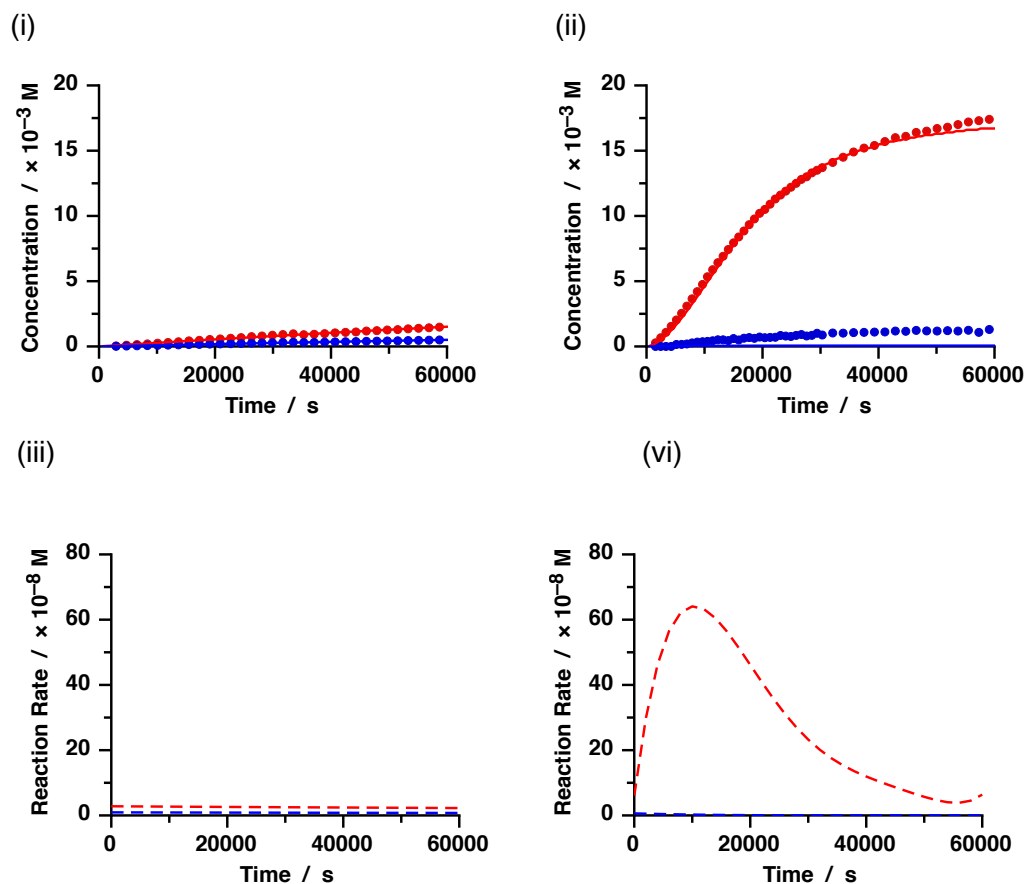 (i)
(ii)
20
15
10
5
0
Concentration / × 10⁻³ M
0 20000 40000 60000
Time / s
20
15
10
5
0
Concentration / × 10⁻³ M
0 20000 40000 60000
Time / s
(iii)
(vi)
80
60
40
20
0
Reaction Rate / × 10⁻⁸ M
0 20000 40000 60000
Time / s
80
60
40
20
0
Reaction Rate / × 10⁻⁸ M
0 20000 40000 60000
Time / s